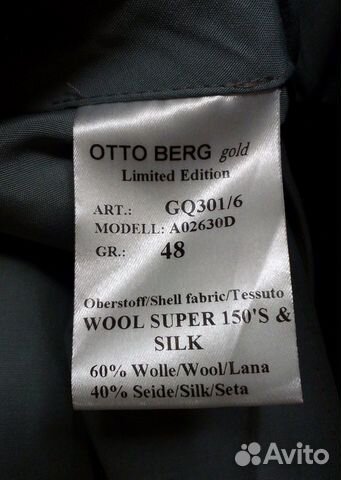 OTTO BERG gold
Limited Edition
ART.: GQ301/6
MODELL: A02630D
GR.: 48
Oberstoff/Shell fabric/Tessuto
WOOL SUPER 150'S &
SILK
60% Wolle/Wool/Lana
40% Seide/Silk/Seta
Avito